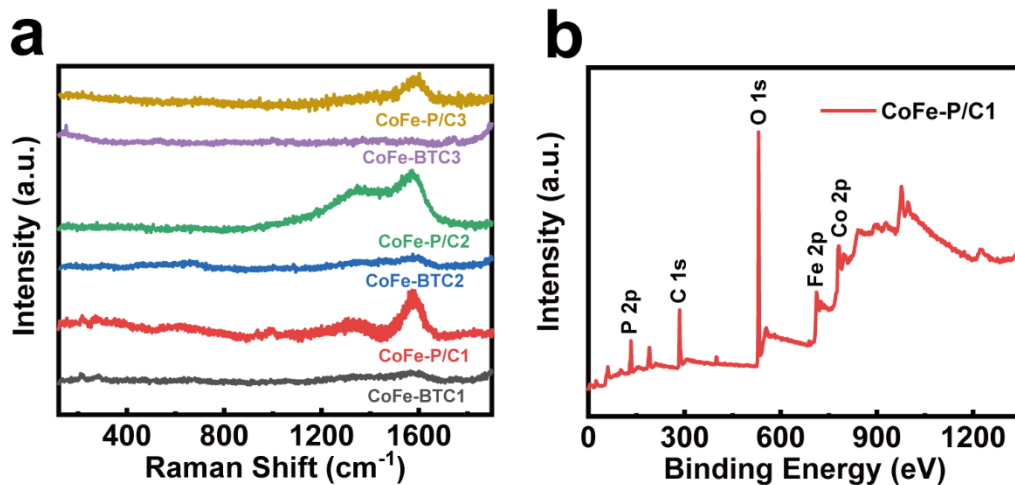 a
Intensity (a.u.)
CoFe-P/C3
CoFe-BTC3
CoFe-P/C2
CoFe-BTC2
CoFe-P/C1
CoFe-BTC1
400 800 1200 1600
Raman Shift (cm⁻¹)
b
Intensity (a.u.)
CoFe-P/C1
P 2p
C 1s
O 1s
Fe 2p
Co 2p
0 300 600 900 1200
Binding Energy (eV)